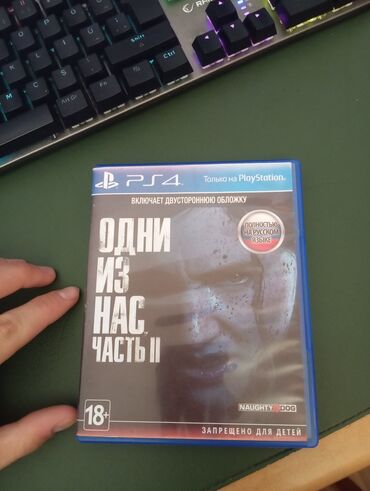 PS4
Только на PlayStation
ВКЛЮЧАЕТ ДВУСТОРОННЮЮ ОБЛОЖКУ
ПОЛНОСТЬЮ
НА РУССКОМ
ЯЗЫКЕ
ОДНИ
ИЗ
НАС
ЧАСТЬ II
18+
NAUGHTY DOG
ЗАПРЕЩЕНО ДЛЯ ДЕТЕЙ